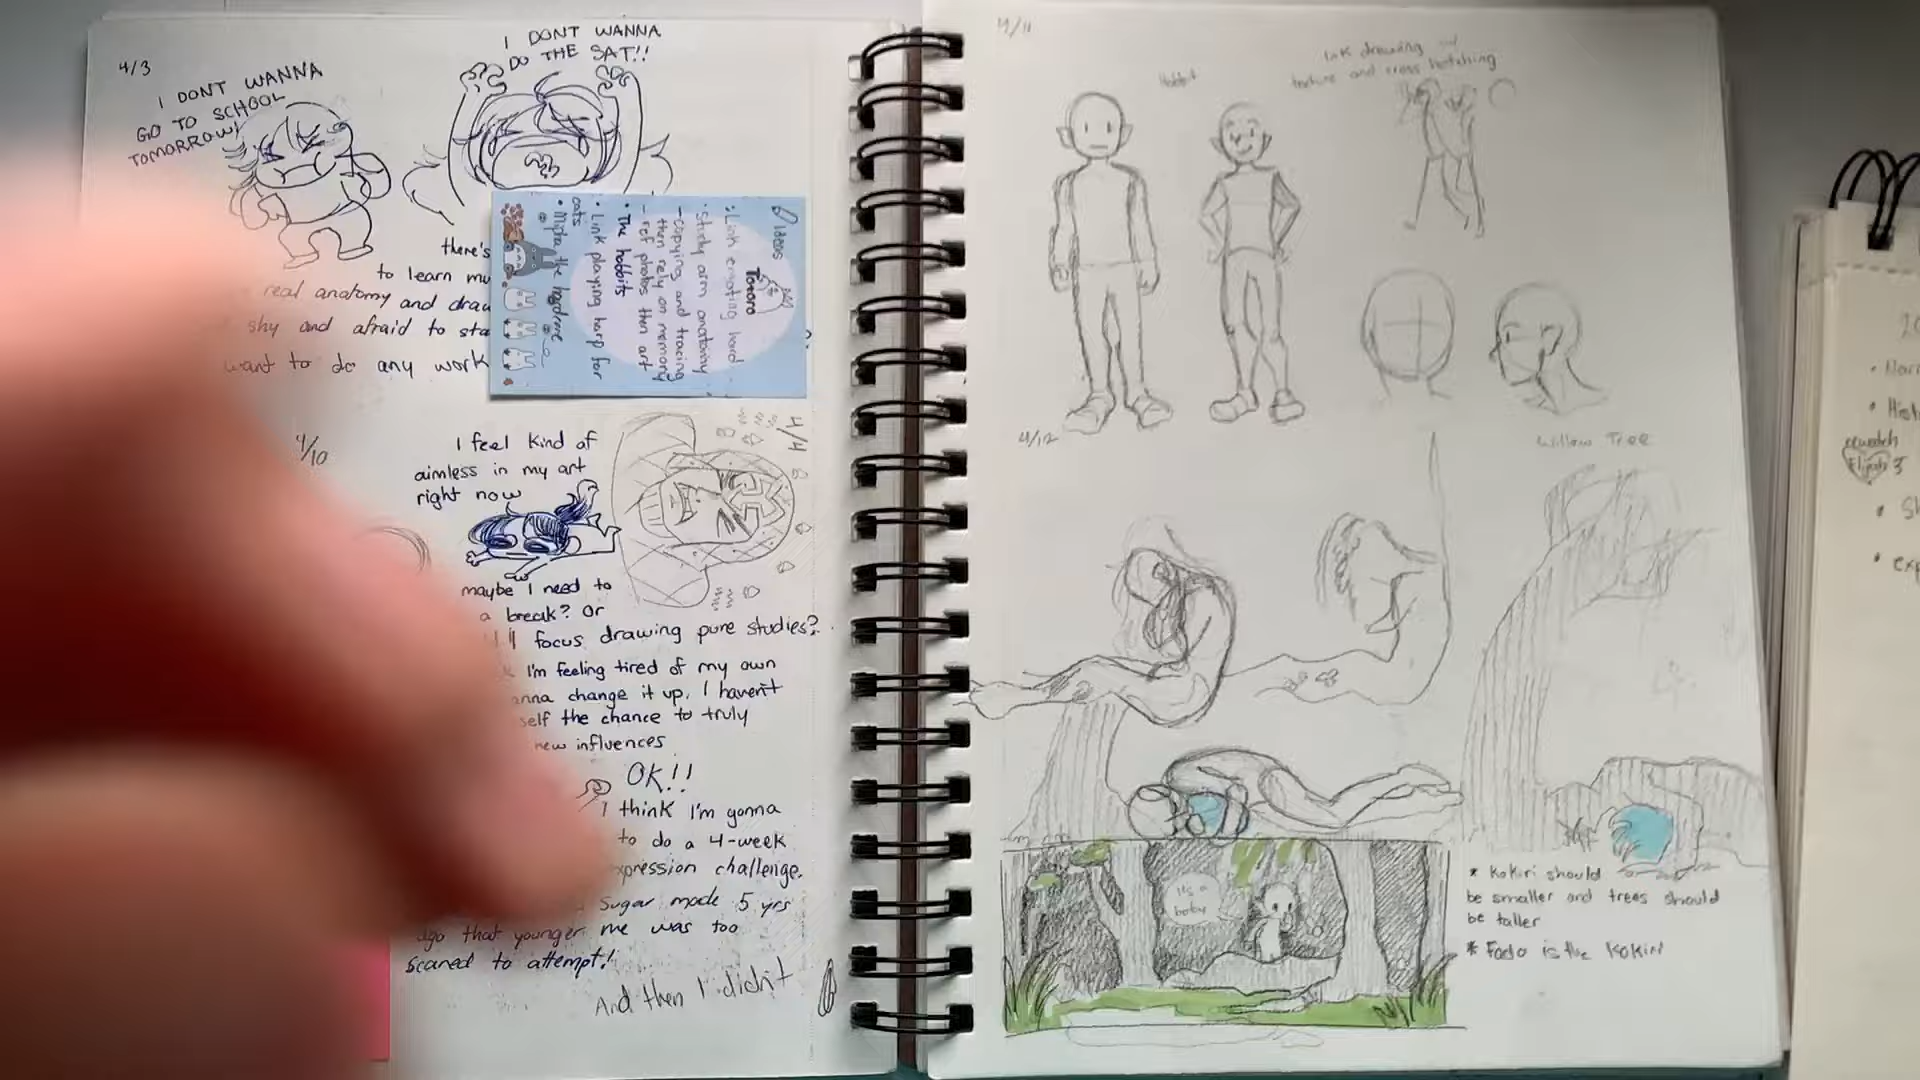 4/3
I DONT WANNA
GO TO SCHOOL
TOMORROW!
I DONT WANNA
DO THE SAT!!
there's
to learn my
real anatomy and draw
shy and afraid to sta
want to do any work
Ideas
Totoro
• Link
• Study arm anatomy
- copying and tracing
then rely on memory
- ref photos then art
• The hobbits
• Link playing harp for
cats
• Mipha the
4/4
4/10
I feel kind of
aimless in my art
right now
maybe I need to
a break? Or
focus drawing pure studies?
I'm feeling tired of my own
anna change it up. I haven't
self the chance to truly
new influences
OK!!
I think I'm gonna
to do a 4-week
xpression challenge.
Sugar made 5 yrs
ago that younger me was too
scared to attempt!
And then I didn't
4/11
Hobbit
Ink drawing
texture and cross hatching
4/12
Willow Tree
Its a
baby
* Kokiri should
be smaller and trees should
be taller
* Fado is the Kokiri
• Hist